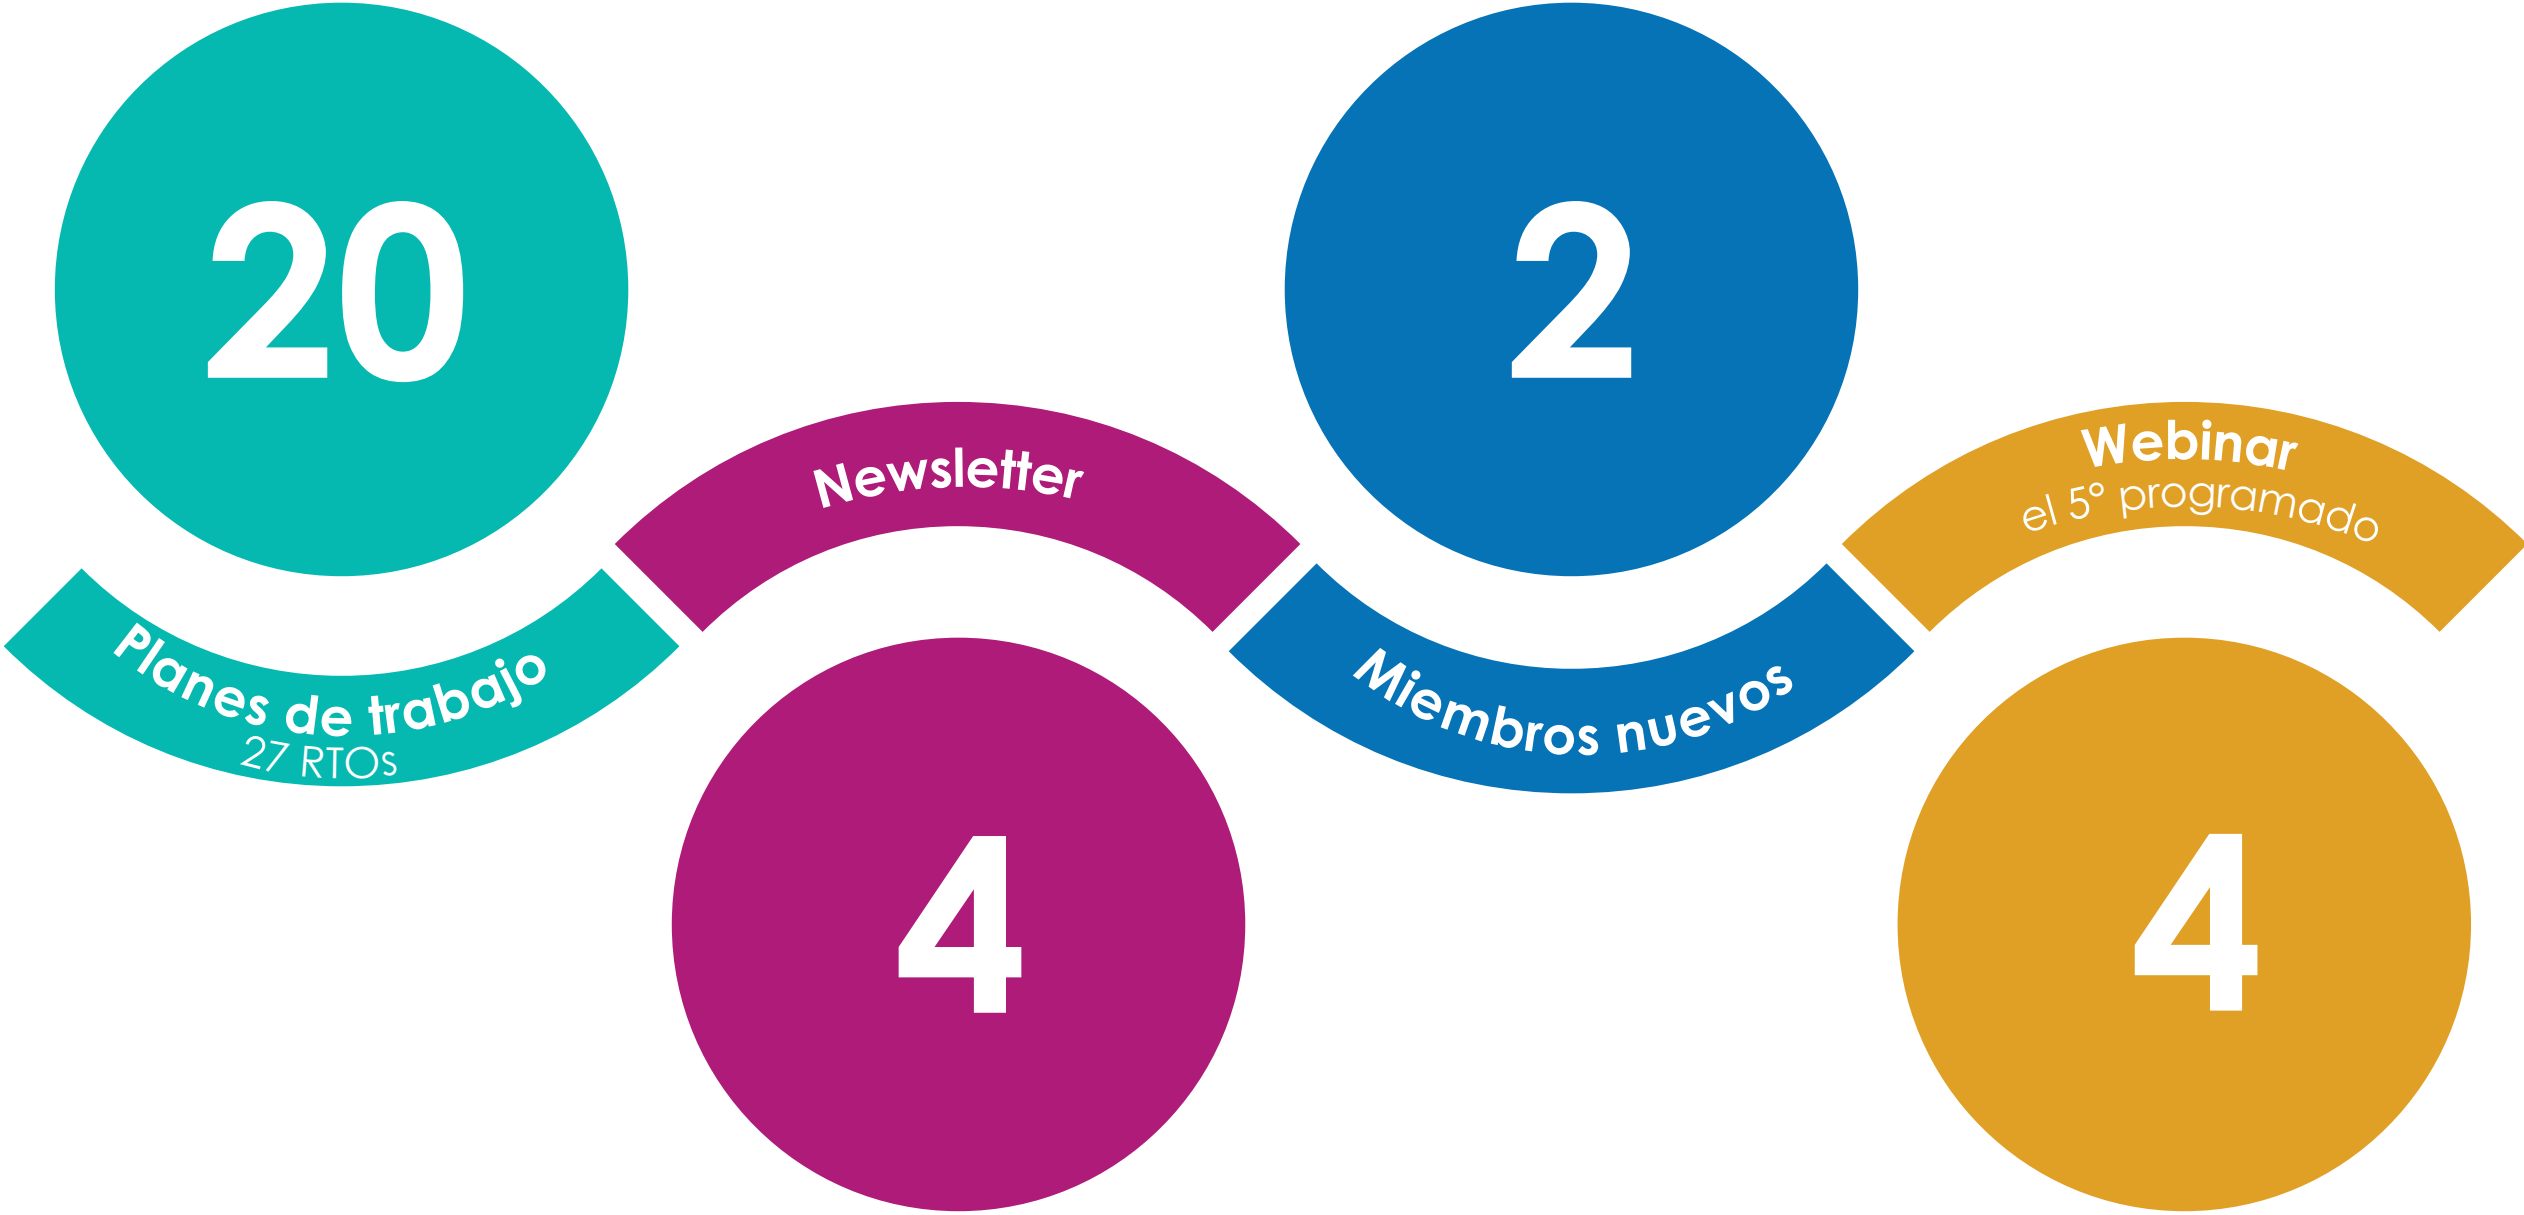 20
Planes de trabajo
27 RTOs
Newsletter
4
2
Miembros nuevos
Webinar
el 5° programado
4